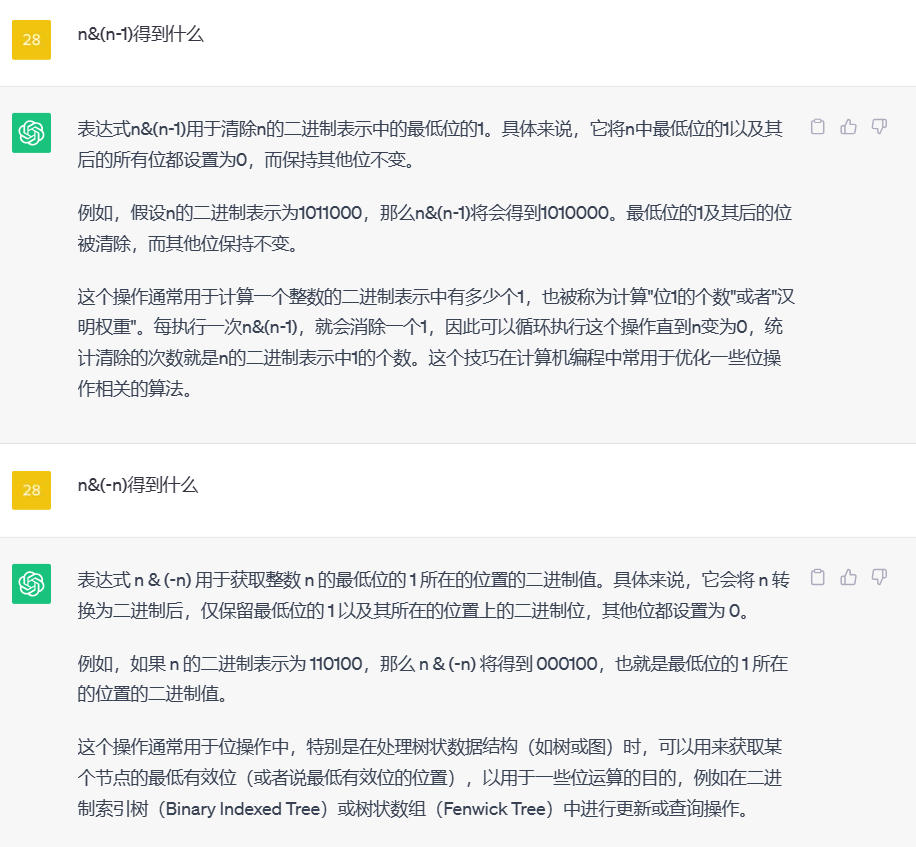 28
n&(n-1)得到什么
表达式n&(n-1)用于清除n的二进制表示中的最低位的1。具体来说，它将n中最低位的1以及其
后的所有位都设置为0，而保持其他位不变。
例如，假设n的二进制表示为1011000，那么n&(n-1)将会得到1010000。最低位的1及其后的位
被清除，而其他位保持不变。
这个操作通常用于计算一个整数的二进制表示中有多少个1，也被称为计算"位1的个数"或者"汉
明权重"。每执行一次n&(n-1)，就会消除一个1，因此可以循环执行这个操作直到n变为0，统
计清除的次数就是n的二进制表示中1的个数。这个技巧在计算机编程中常用于优化一些位操
作相关的算法。
28
n&(-n)得到什么
表达式 n & (-n) 用于获取整数 n 的最低位的 1 所在的位置的二进制值。具体来说，它会将 n 转
换为二进制后，仅保留最低位的 1 以及其所在的位置上的二进制位，其他位都设置为 0。
例如，如果 n 的二进制表示为 110100，那么 n & (-n) 将得到 000100，也就是最低位的 1 所在
的位置的二进制值。
这个操作通常用于位操作中，特别是在处理树状数据结构（如树或图）时，可以用来获取某
个节点的最低有效位（或者说最低有效位的位置），以用于一些位运算的目的，例如在二进
制索引树（Binary Indexed Tree）或树状数组（Fenwick Tree）中进行更新或查询操作。